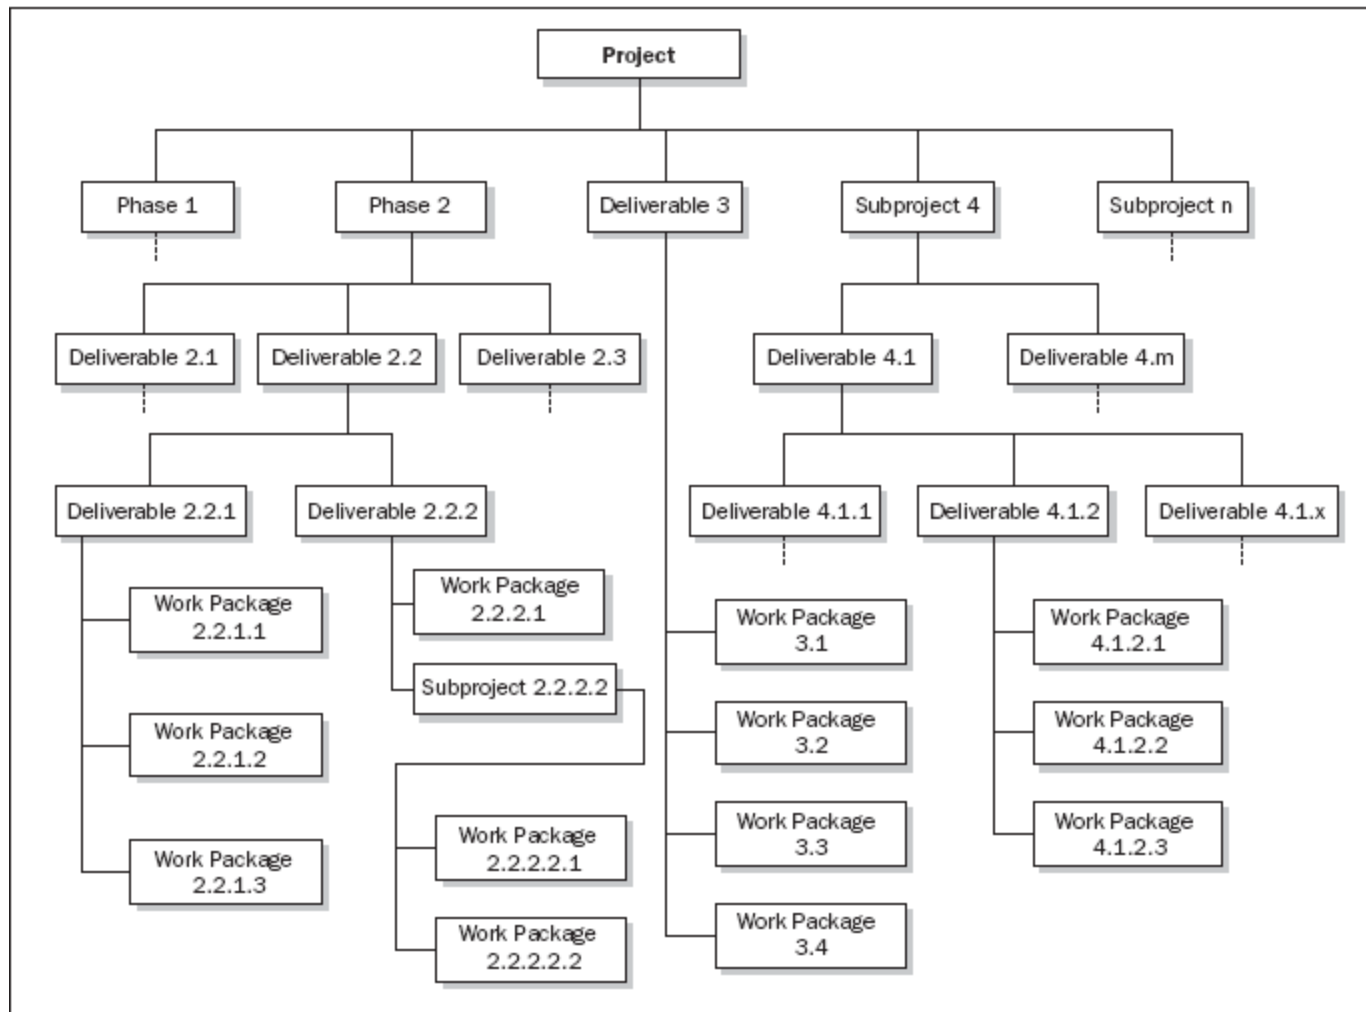 Project
Phase 1
Phase 2
Deliverable 3
Subproject 4
Subproject n
Deliverable 2.1
Deliverable 2.2
Deliverable 2.3
Deliverable 4.1
Deliverable 4.m
Deliverable 2.2.1
Deliverable 2.2.2
Deliverable 4.1.1
Deliverable 4.1.2
Deliverable 4.1.x
Work Package
2.2.1.1
Work Package
2.2.1.2
Work Package
2.2.1.3
Work Package
2.2.2.1
Subproject 2.2.2.2
Work Package
2.2.2.2.1
Work Package
2.2.2.2.2
Work Package
3.1
Work Package
3.2
Work Package
3.3
Work Package
3.4
Work Package
4.1.2.1
Work Package
4.1.2.2
Work Package
4.1.2.3